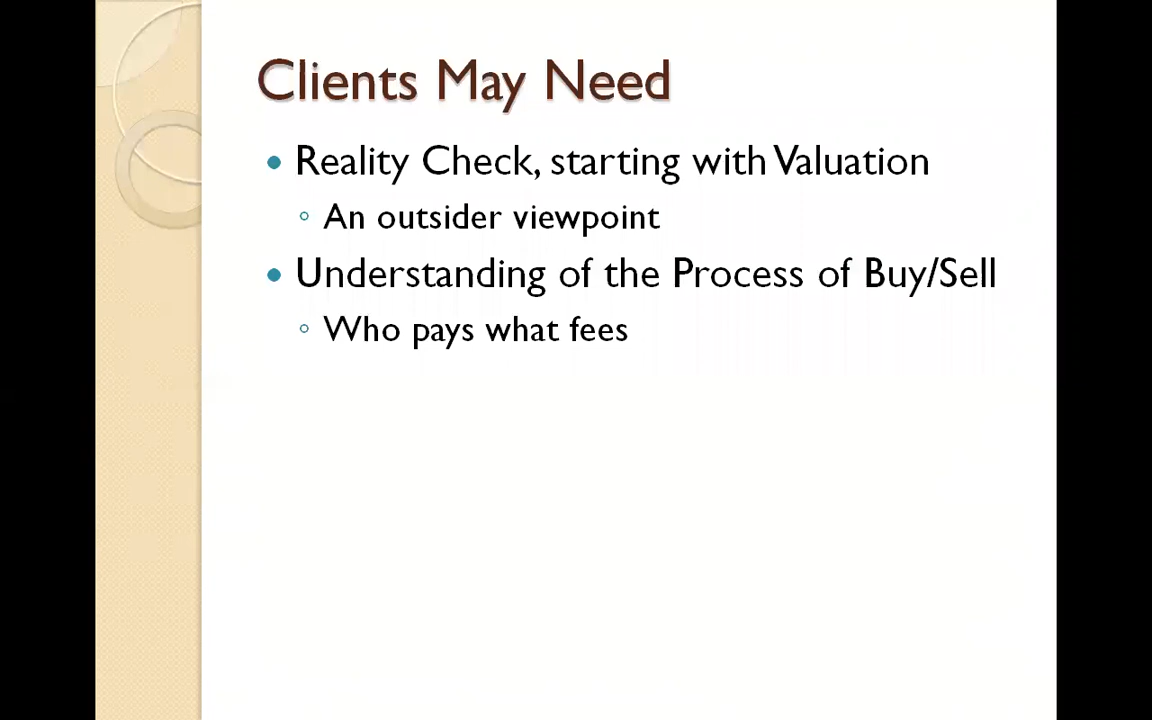 Clients May Need
Reality Check, starting with Valuation
An outsider viewpoint
Understanding of the Process of Buy/Sell
Who pays what fees